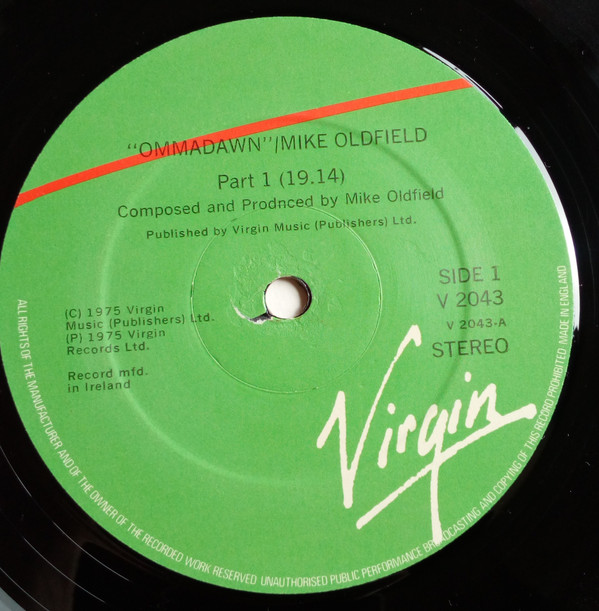 "OMMADAWN"/MIKE OLDFIELD
Part 1 (19.14)
Composed and Prodnced by Mike Oldfield
Published by Virgin Music (Publishers) Ltd.
SIDE 1
V 2043
V 2043-A
STEREO
(C) 1975 Virgin
Music (Publishers) Ltd.
(P) 1975 Virgin
Records Ltd.
Record mfd.
in Ireland
Virgin
ALL RIGHTS OF THE MANUFACTURER AND OF THE OWNER OF THE RECORDED WORK RESERVED UNAUTHORISED PUBLIC PERFORMANCE BROADCASTING AND COPYING OF THIS RECORD PROHIBITED MADE IN ENGLAND